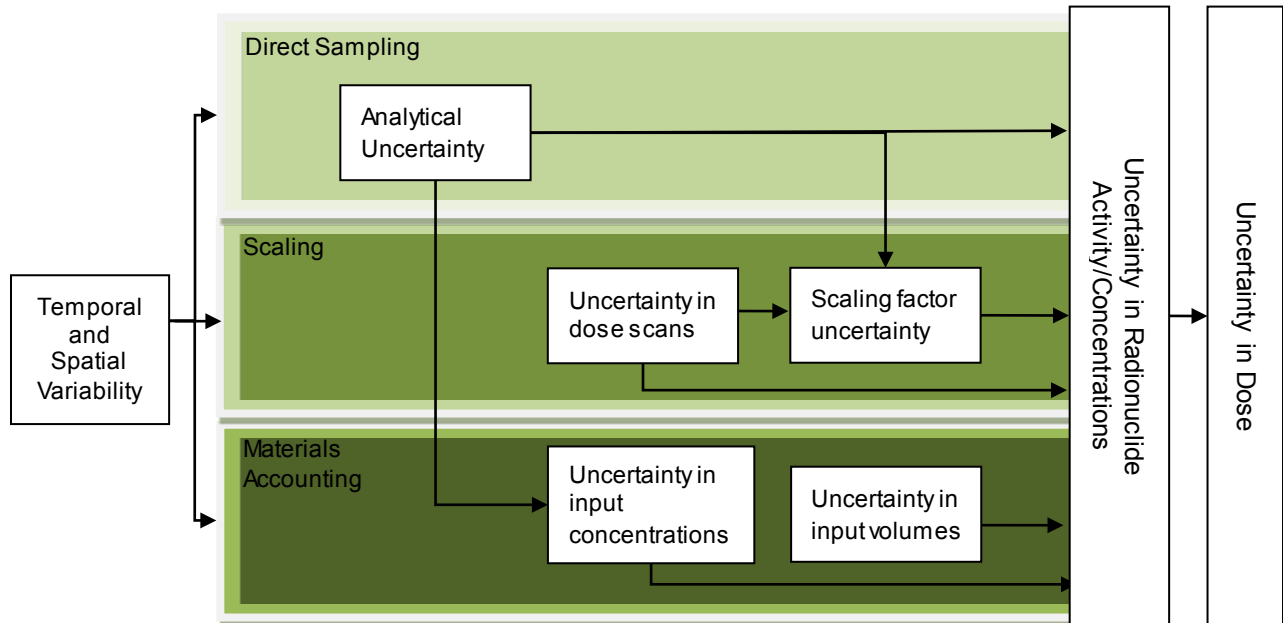 Direct Sampling
Analytical
Uncertainty
Scaling
Uncertainty in
dose scans
Scaling factor
uncertainty
Temporal
and
Spatial
Variability
Materials
Accounting
Uncertainty in
input
concentrations
Uncertainty in
input volumes
Uncertainty in Radionuclide
Activity/Concentrations
Uncertainty in Dose